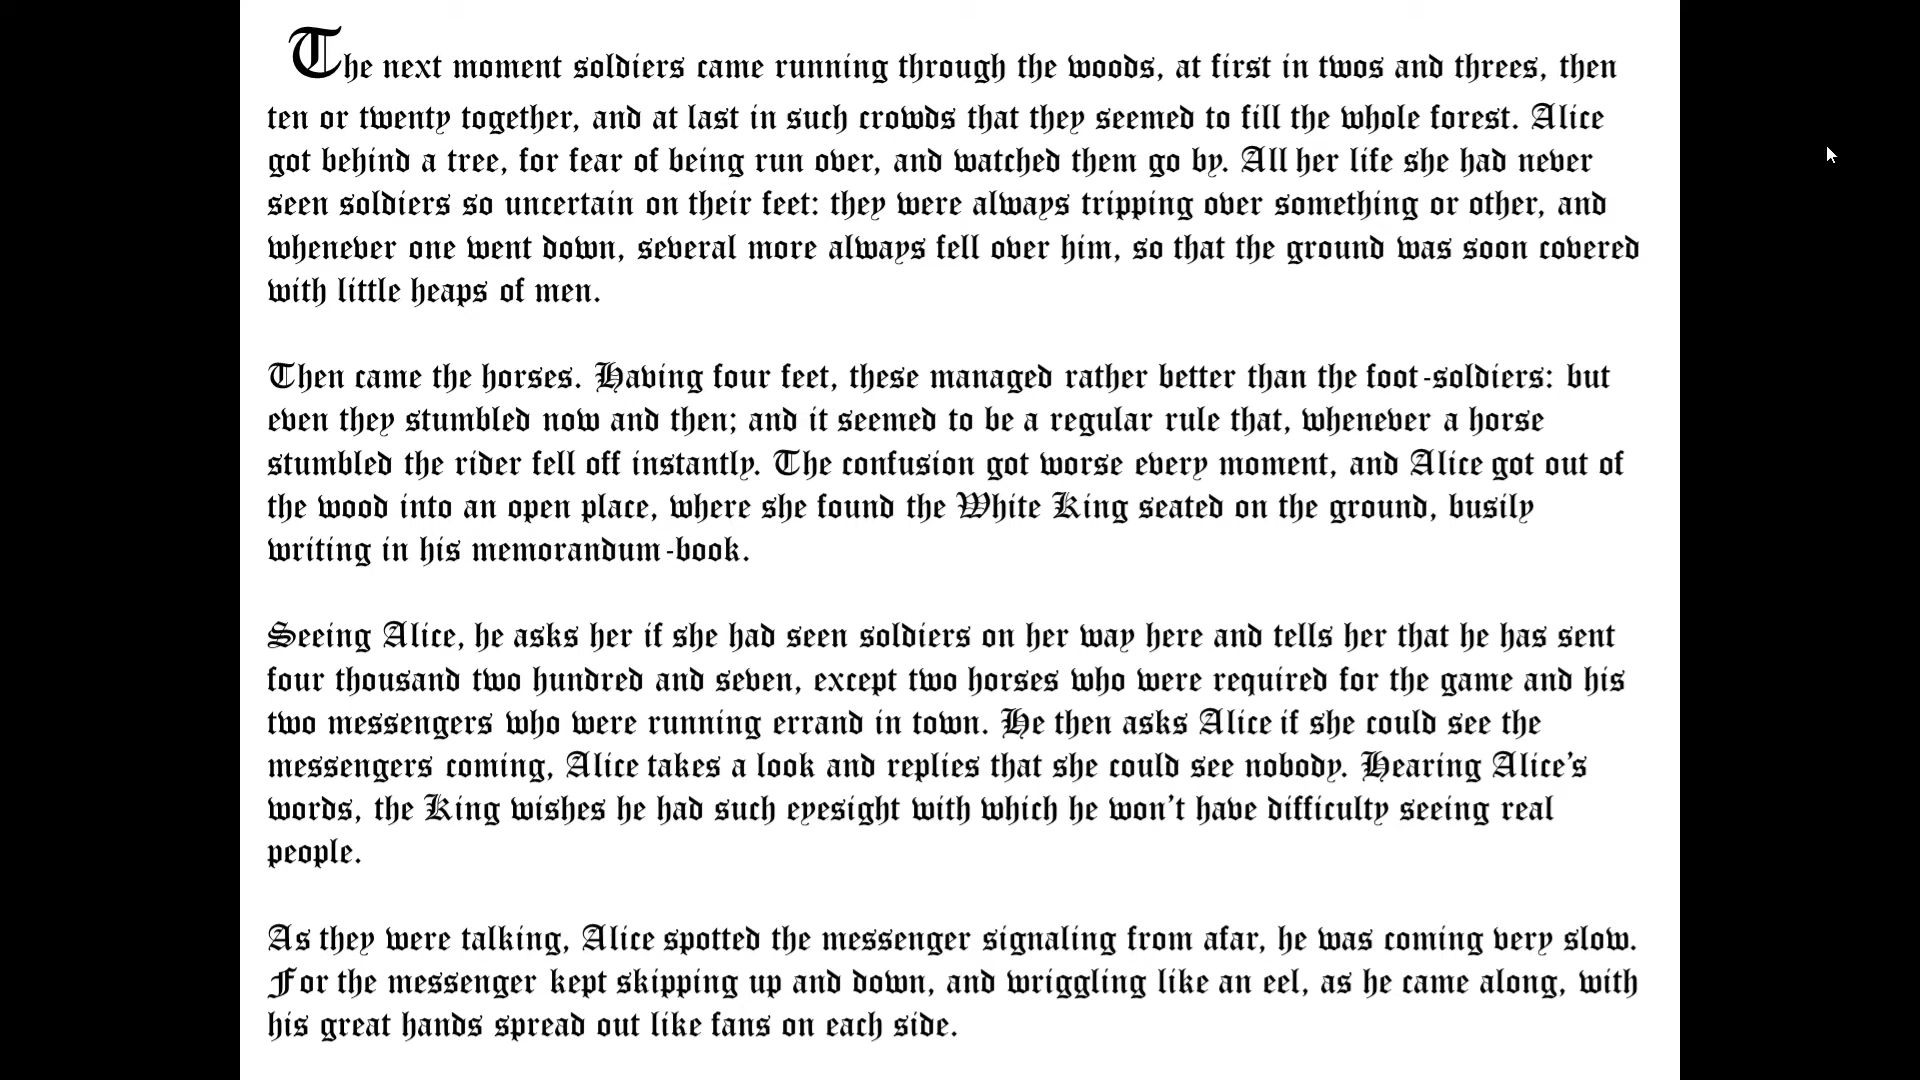 The next moment soldiers came running through the woods, at first in twos and threes, then
ten or twenty together, and at last in such crowds that they seemed to fill the whole forest. Alice
got behind a tree, for fear of being run over, and watched them go by. All her life she had never
seen soldiers so uncertain on their feet: they were always tripping over something or other, and
whenever one went down, several more always fell over him, so that the ground was soon covered
with little heaps of men.
Then came the horses. Having four feet, these managed rather better than the foot-soldiers: but
even they stumbled now and then; and it seemed to be a regular rule that, whenever a horse
stumbled the rider fell off instantly. The confusion got worse every moment, and Alice got out of
the wood into an open place, where she found the White King seated on the ground, busily
writing in his memorandum-book.
Seeing Alice, he asks her if she had seen soldiers on her way here and tells her that he has sent
four thousand two hundred and seven, except two horses who were required for the game and his
two messengers who were running errand in town. He then asks Alice if she could see the
messengers coming, Alice takes a look and replies that she could see nobody. Hearing Alice's
words, the King wishes he had such eyesight with which he won't have difficulty seeing real
people.
As they were talking, Alice spotted the messenger signaling from afar, he was coming very slow.
For the messenger kept skipping up and down, and wriggling like an eel, as he came along, with
his great hands spread out like fans on each side.